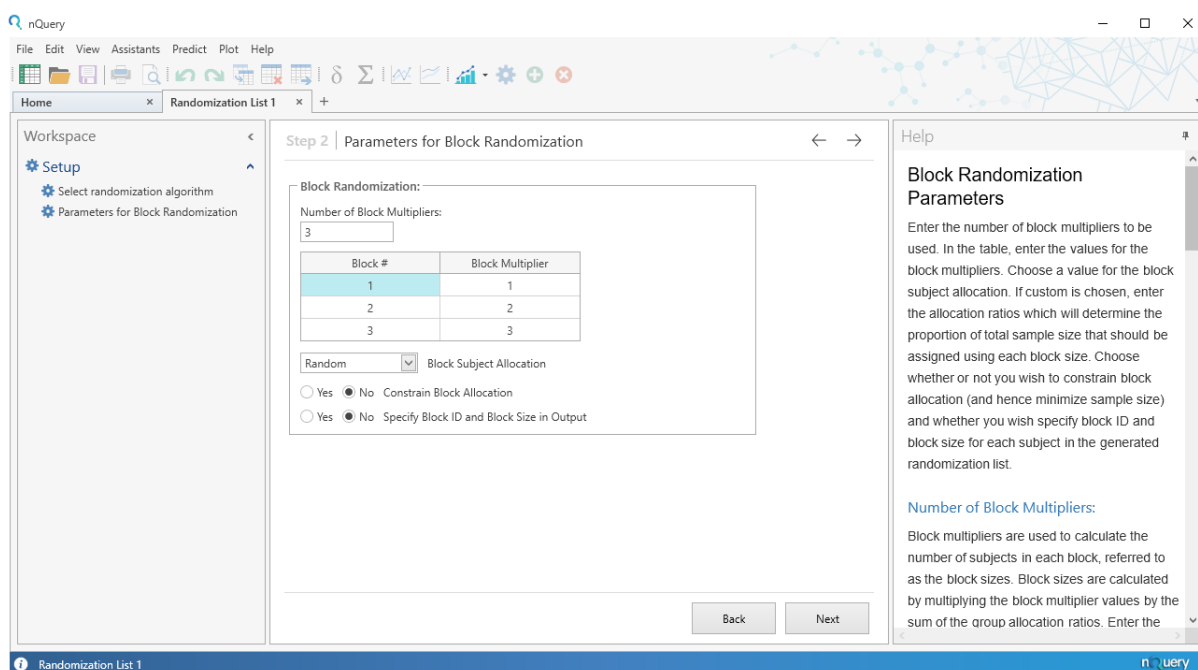 nQuery
File Edit View Assistants Predict Plot Help
Home
Randomization List 1
Workspace
Setup
Select randomization algorithm
Parameters for Block Randomization
Step 2 Parameters for Block Randomization
Block Randomization:
Number of Block Multipliers:
3
Block # Block Multiplier
1 1
2 2
3 3
Random Block Subject Allocation
Yes No Constrain Block Allocation
Yes No Specify Block ID and Block Size in Output
Back Next
Help
Block Randomization
Parameters
Enter the number of block multipliers to be
used. In the table, enter the values for the
block multipliers. Choose a value for the block
subject allocation. If custom is chosen, enter
the allocation ratios which will determine the
proportion of total sample size that should be
assigned using each block size. Choose
whether or not you wish to constrain block
allocation (and hence minimize sample size)
and whether you wish specify block ID and
block size for each subject in the generated
randomization list.
Number of Block Multipliers:
Block multipliers are used to calculate the
number of subjects in each block, referred to
as the block sizes. Block sizes are calculated
by multiplying the block multiplier values by the
sum of the group allocation ratios. Enter the
Randomization List 1
nQuery